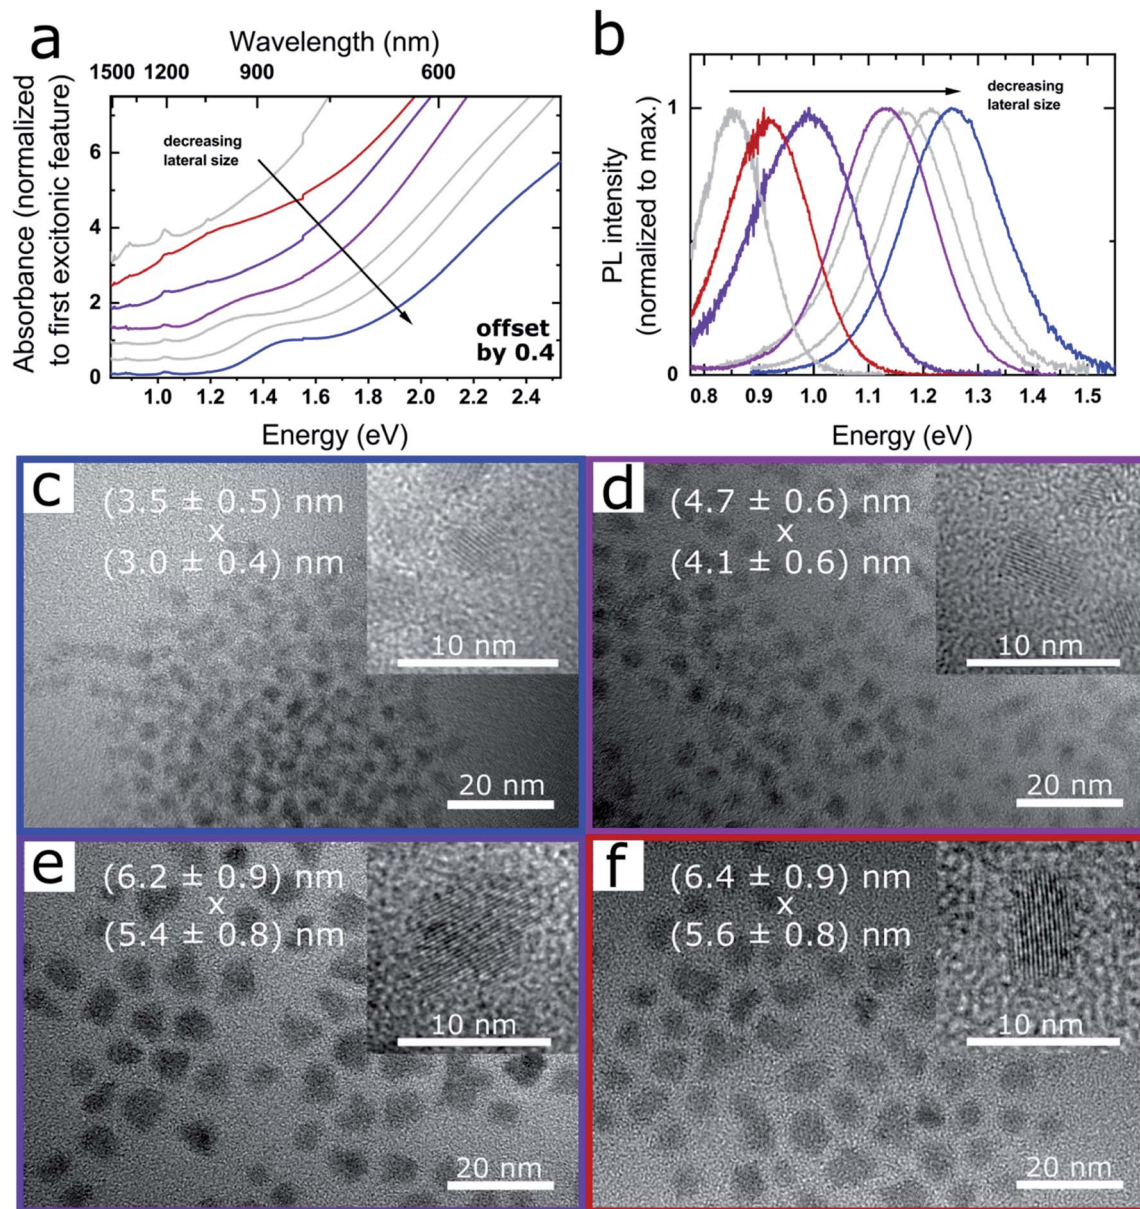 a
Wavelength (nm)
1500 1200 900 600
Absorbance (normalized
to first excitonic feature)
6
4
2
0
decreasing
lateral size
offset
by 0.4
1.0 1.2 1.4 1.6 1.8 2.0 2.2 2.4
Energy (eV)
b
PL intensity
(normalized to max.)
1
0
decreasing
lateral size
0.8 0.9 1.0 1.1 1.2 1.3 1.4 1.5
Energy (eV)
c
(3.5 ± 0.5) nm
x
(3.0 ± 0.4) nm
10 nm
20 nm
d
(4.7 ± 0.6) nm
x
(4.1 ± 0.6) nm
10 nm
20 nm
e
(6.2 ± 0.9) nm
x
(5.4 ± 0.8) nm
10 nm
20 nm
f
(6.4 ± 0.9) nm
x
(5.6 ± 0.8) nm
10 nm
20 nm